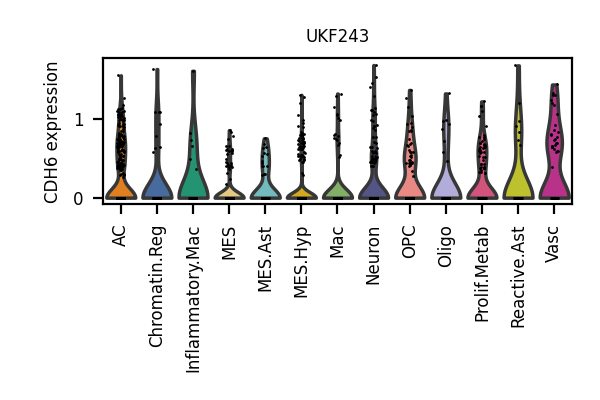 UKF243
CDH6 expression
1
0
AC
Chromatin.Reg
Inflammatory.Mac
MES
MES.Ast
MES.Hyp
Mac
Neuron
OPC
Oligo
Prolif.Metab
Reactive.Ast
Vasc